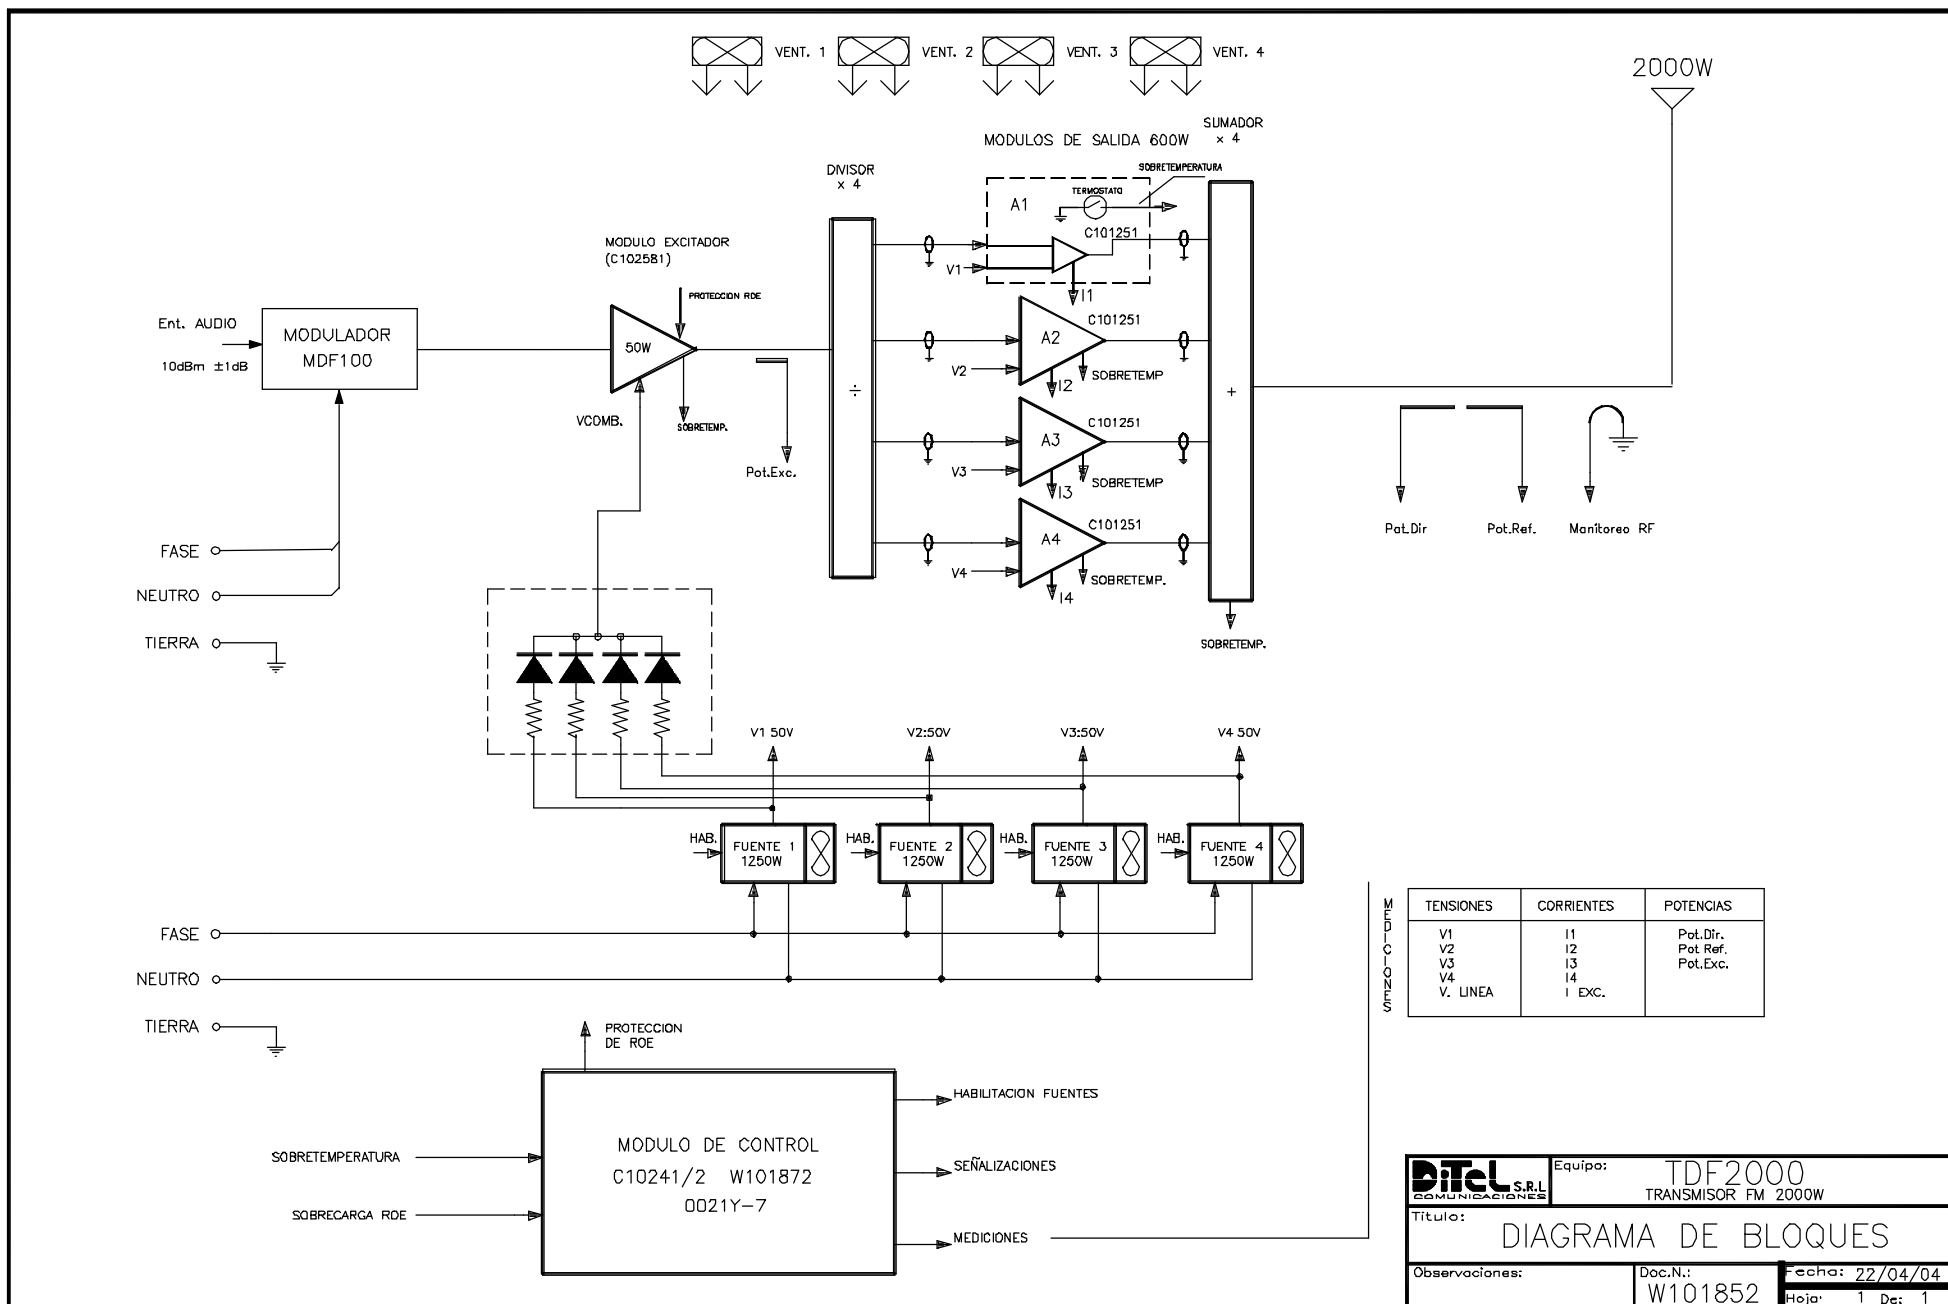 VENT. 1
VENT. 2
VENT. 3
VENT. 4
2000W
SUMADOR
x 4
MODULOS DE SALIDA 600W
DIVISOR
x 4
SOBRETEMPERATURA
TERMOSTATO
A1
C101251
V1
I1
MODULO EXCITADOR
(C102581)
PROTECCION ROE
Ent. AUDIO
10dBm ±1dB
MODULADOR
MDF100
50W
VCOMB.
SOBRETEMP.
Pot.Exc.
÷
A2
C101251
V2
I2
SOBRETEMP
A3
C101251
V3
I3
SOBRETEMP
A4
C101251
V4
I4
SOBRETEMP.
+
SOBRETEMP.
Pot.Dir
Pot.Ref.
Monitoreo RF
FASE
NEUTRO
TIERRA
V1 50V
V2:50V
V3:50V
V4 50V
HAB.
FUENTE 1
1250W
HAB.
FUENTE 2
1250W
HAB.
FUENTE 3
1250W
HAB.
FUENTE 4
1250W
FASE
NEUTRO
TIERRA
MEDICIONES
TENSIONES CORRIENTES POTENCIAS
V1 I1 Pot.Dir.
V2 I2 Pot Ref.
V3 I3 Pot.Exc.
V4 I4
V. LINEA I EXC.
PROTECCION
DE ROE
MODULO DE CONTROL
C10241/2 W101872
0021Y-7
SOBRETEMPERATURA
SOBRECARGA ROE
HABILITACION FUENTES
SEÑALIZACIONES
MEDICIONES
DiTeL S.R.L
COMUNICACIONES
Equipo: TDF2000
TRANSMISOR FM 2000W
Titulo:
DIAGRAMA DE BLOQUES
Observaciones:
Doc.N.:
W101852
Fecha: 22/04/04
Hoja: 1 De: 1